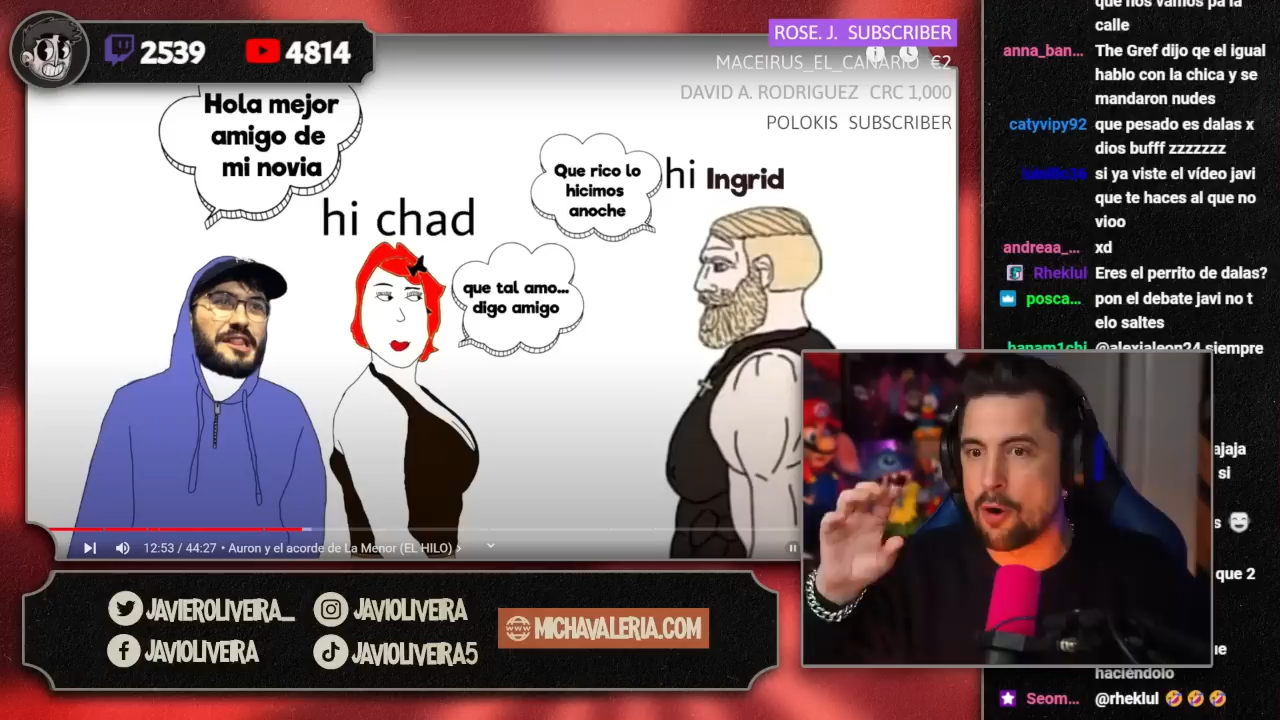 2539
4814
ROSE. J. SUBSCRIBER
MACEIRUS_EL_CANARIO €2
DAVID A. RODRIGUEZ CRC 1,000
POLOKIS SUBSCRIBER
Hola mejor
amigo de
mi novia
hi chad
que tal amo...
digo amigo
Que rico lo
hicimos
anoche
hi Ingrid
12:53 / 44:27 • Auron y el acorde de La Menor (EL HILO)
JAVIEROLIVEIRA_
JAVIOLIVEIRA
JAVIOLIVEIRA
JAVIOLIVEIRA5
WWW
MICHAVALERIA.COM
que nos vamos pa la
calle
anna_ban... The Gref dijo qe el igual
hablo con la chica y se
mandaron nudes
catyvipy92 que pesado es dalas x
dios bufff zzzzzzz
si ya viste el vídeo javi
que te haces al que no
vioo
andreaa_... xd
Rheklul Eres el perrito de dalas?
posca... pon el debate javi no t
elo saltes
banam1chi @alexialeon24 siempre
ajaja
si
s
que 2
ue
haciéndolo
Seom... @rheklul